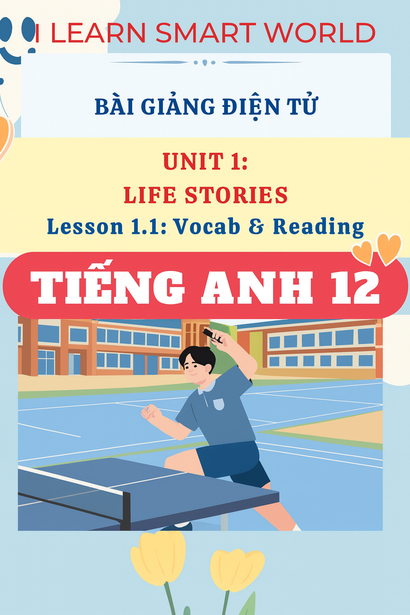 I LEARN SMART WORLD
BÀI GIẢNG ĐIỆN TỬ
UNIT 1:
LIFE STORIES
Lesson 1.1: Vocab & Reading
TIẾNG ANH 12